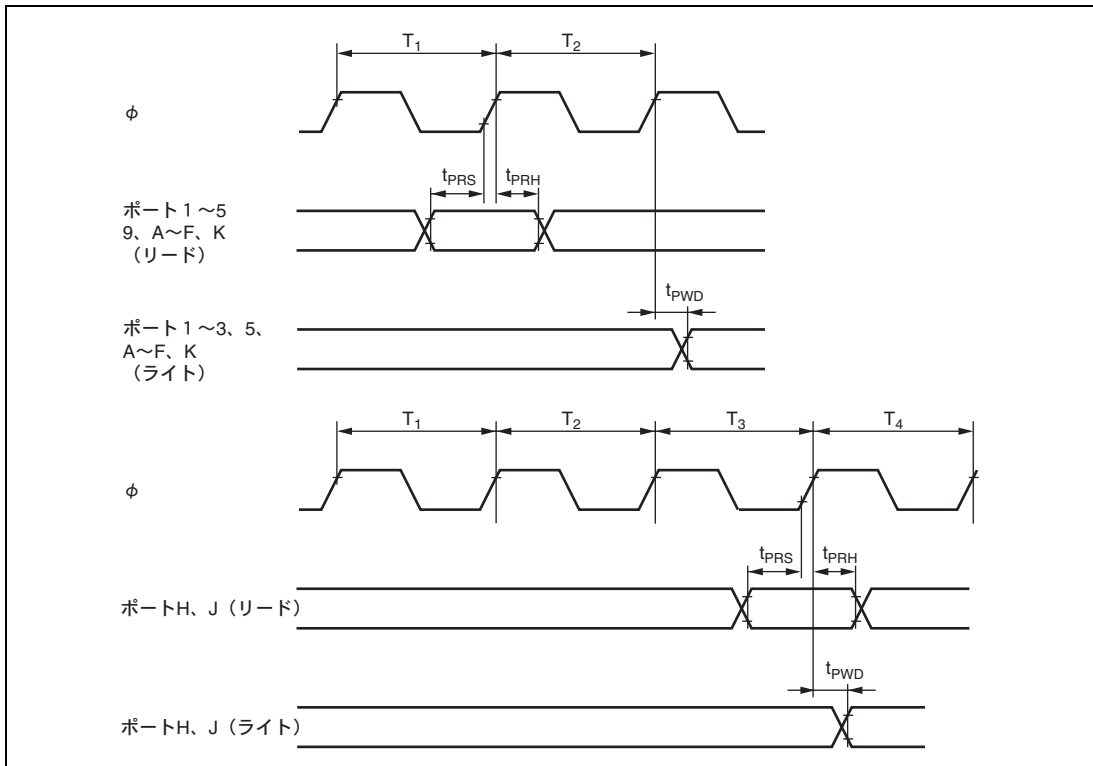 T1 T2
φ
tPRS tPRH
ポート1~5
9、A~F、K
（リード）
tPWD
ポート1~3、5、
A~F、K
（ライト）
T1 T2 T3 T4
φ
tPRS tPRH
ポートH、J（リード）
tPWD
ポートH、J（ライト）